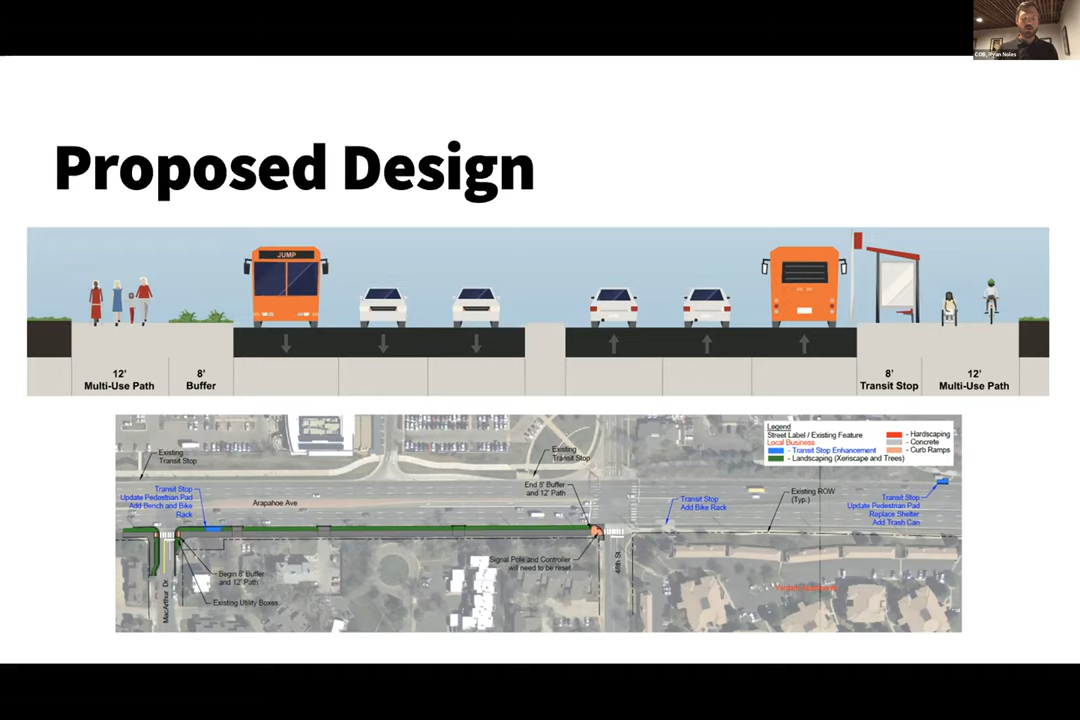 COB, Ryan Noles
Proposed Design
JUMP
12'
Multi-Use Path
8'
Buffer
8'
Transit Stop
12'
Multi-Use Path
Existing
Transit Stop
Transit Stop
Update Pedestrian Pad
Add Bench and Bike
Rack
Arapahoe Ave
Existing
Transit Stop
End 8' Buffer
and 12' Path
Begin 8' Buffer
and 12' Path
Existing Utility Boxes
MacArthur Dr
Signal Pole and Controller
will need to be reset
48th St
Transit Stop
Add Bike Rack
Existing ROW
(Typ.)
Transit Stop
Update Pedestrian Pad
Replace Shelter
Add Trash Can
Legend
Street Label / Existing Feature
Local Business
- Transit Stop Enhancement
- Landscaping (Xeriscape and Trees)
- Hardscaping
- Concrete
- Curb Ramps